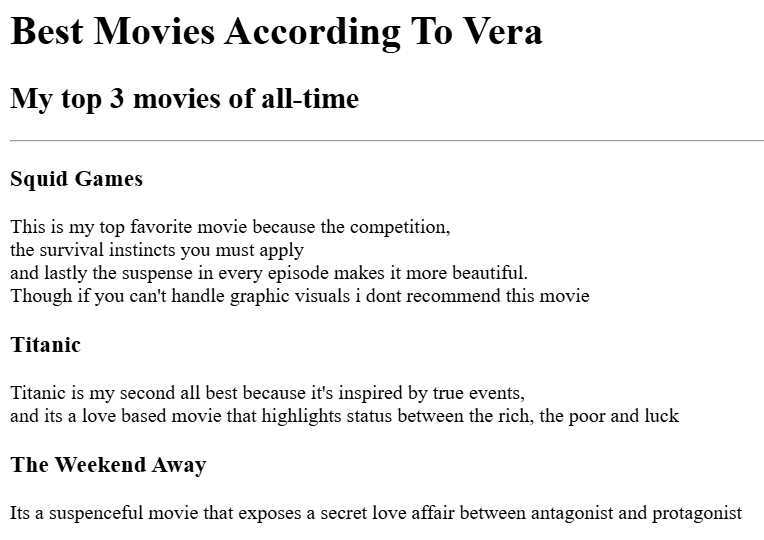 Best Movies According To Vera
My top 3 movies of all-time
Squid Games
This is my top favorite movie because the competition,
the survival instincts you must apply
and lastly the suspense in every episode makes it more beautiful.
Though if you can't handle graphic visuals i dont recommend this movie
Titanic
Titanic is my second all best because it's inspired by true events,
and its a love based movie that highlights status between the rich, the poor and luck
The Weekend Away
Its a suspenceful movie that exposes a secret love affair between antagonist and protagonist